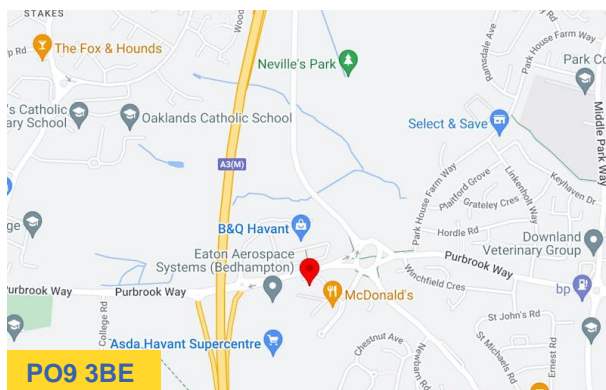 STAKES
The Fox & Hounds
Neville's Park
Ramsdale Ave
Park House Farm Way
Park Co
Middle Park Way
's Catholic
ary School
Oaklands Catholic School
Select & Save
A3(M)
Park House Farm Way
Plaitford Grove
Linkenholt Way
Keyhaven Dr
Grateley Cres
Hordle Rd
B&Q Havant
Eaton Aerospace
Systems (Bedhampton)
Purbrook Way
Downland
Veterinary Group
Winchfield Cres
bp
urbrook Way
Purbrook Way
McDonald's
College Rd
St John's Rd
Asda Havant Supercentre
Chestnut Ave
Newbarn Rd
St Michaels Rd
Ernest Rd
PO9 3BE